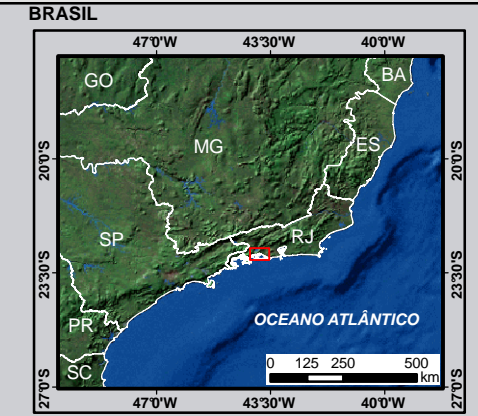 BRASIL
47°0'W 43°30'W 40°0'W
GO
BA
MG
ES
20°0'S 20°0'S
SP
RJ
23°30'S 23°30'S
OCEANO ATLÂNTICO
PR
0 125 250 500
km
SC
27°0'S 27°0'S
47°0'W 43°30'W 40°0'W